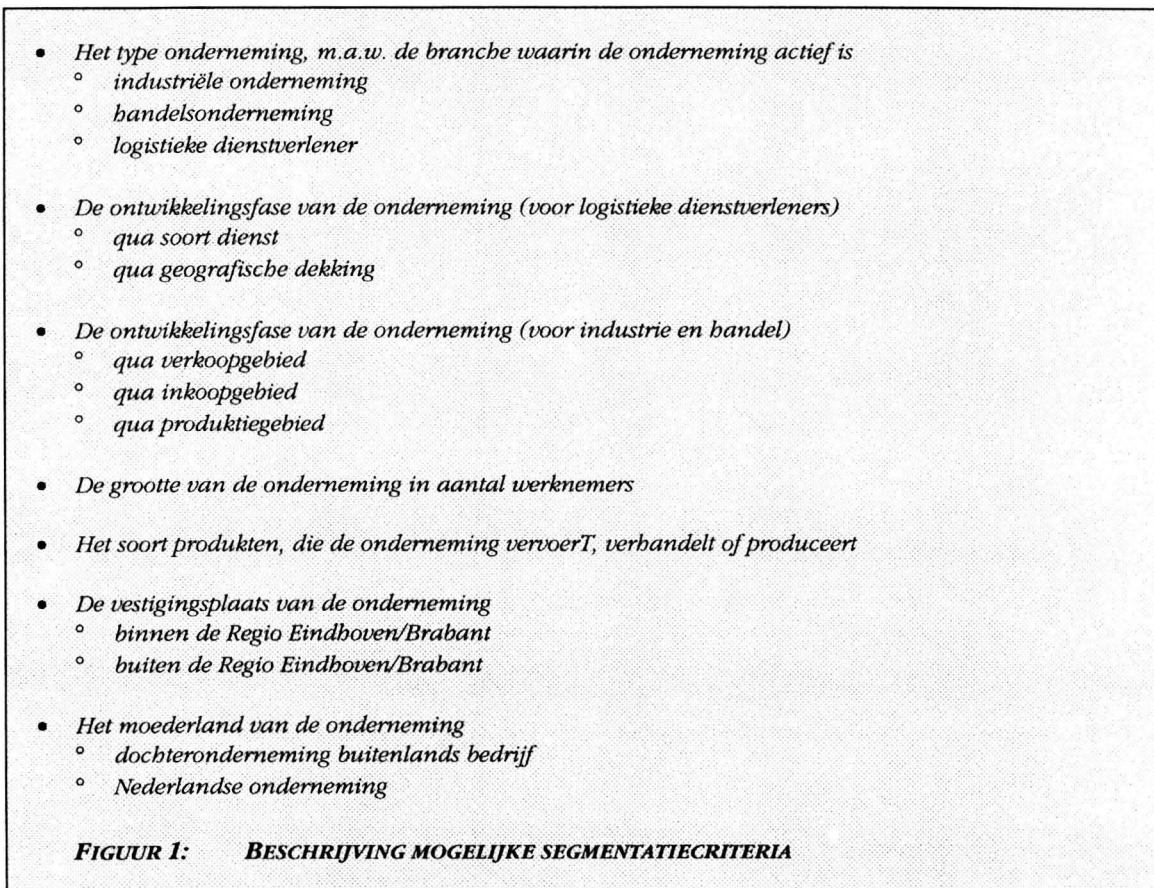 • Het type onderneming, m.a.w. de branche waarin de onderneming actief is
° industriële onderneming
° handelsonderneming
° logistieke dienstverlener
• De ontwikkelingsfase van de onderneming (voor logistieke dienstverleners)
° qua soort dienst
° qua geografische dekking
• De ontwikkelingsfase van de onderneming (voor industrie en handel)
° qua verkoopgebied
° qua inkoopgebied
° qua produktiegebied
• De grootte van de onderneming in aantal werknemers
• Het soort produkten, die de onderneming vervoerT, verhandelt of produceert
• De vestigingsplaats van de onderneming
° binnen de Regio Eindhoven/Brabant
° buiten de Regio Eindhoven/Brabant
• Het moederland van de onderneming
° dochteronderneming buitenlands bedrijf
° Nederlandse onderneming
FIGUUR 1: BESCHRIJVING MOGELIJKE SEGMENTATIECRITERIA